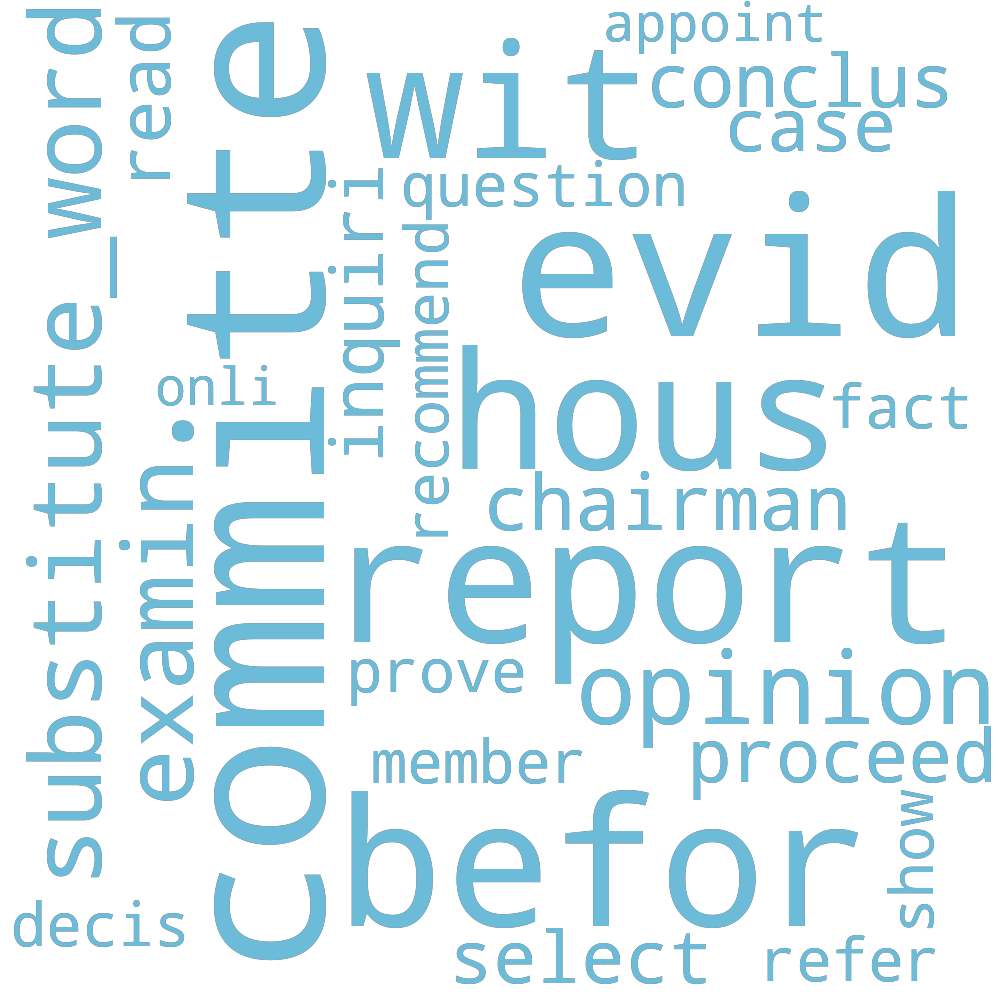 appoint
wit
conclus
case
read
substitute_word
committe
question
inquiri
recommend
evid
hous
onli
fact
examin.
chairman
report
prove
opinion
member
proceed
befor
show
decis
select
refer